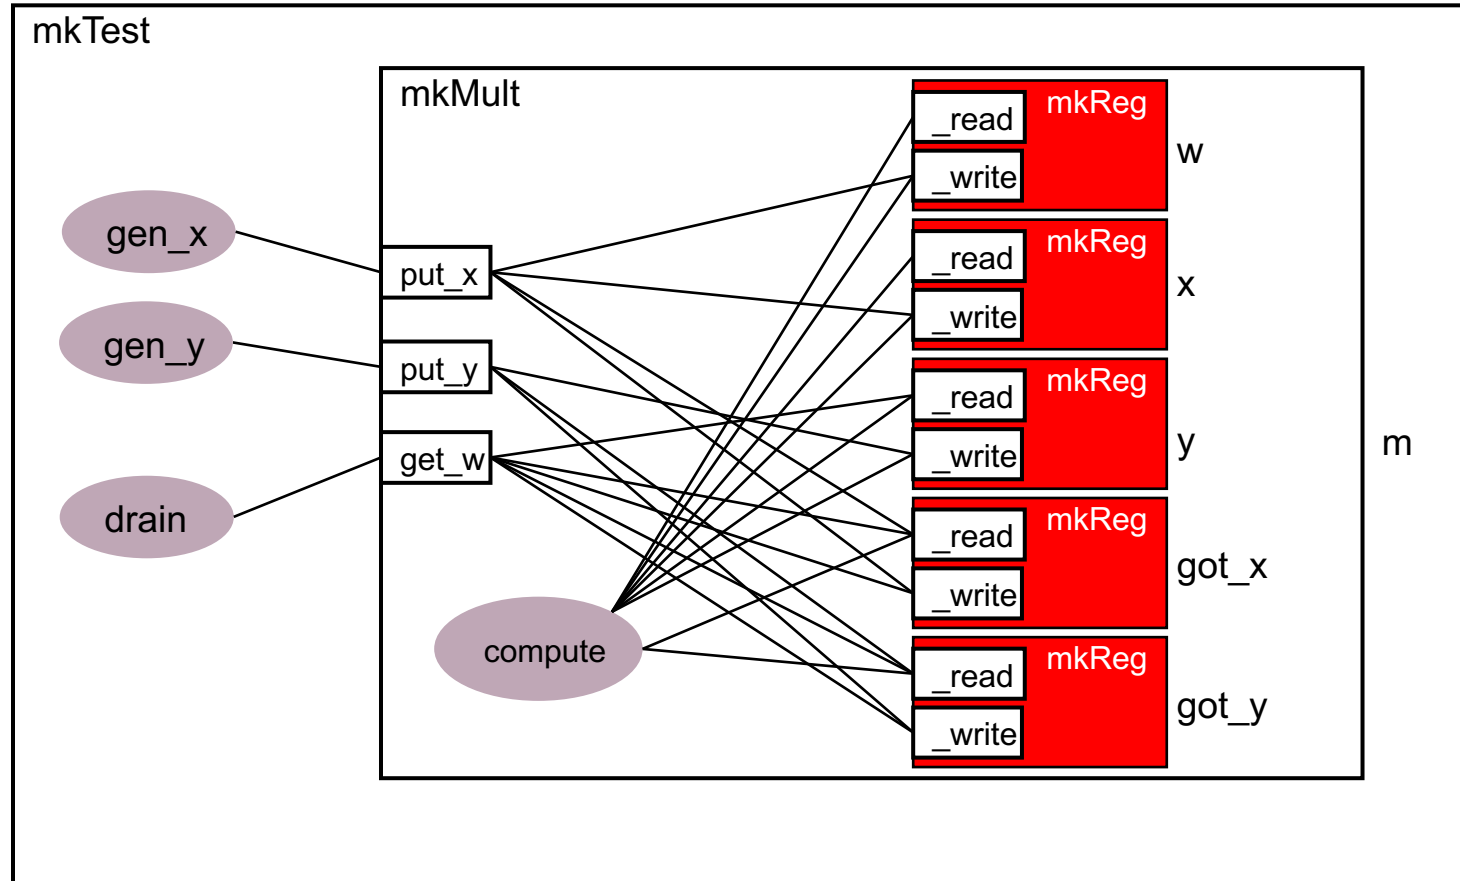 mkTest
mkMult
gen_x
gen_y
drain
put_x
put_y
get_w
compute
_read
mkReg
_write
w
_read
mkReg
_write
x
_read
mkReg
_write
y
_read
mkReg
_write
got_x
_read
mkReg
_write
got_y
m